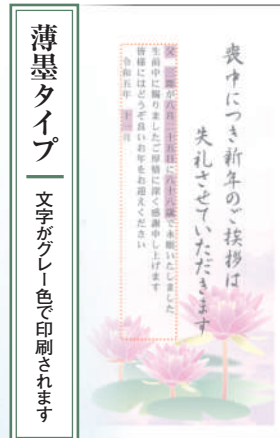 薄墨タイプ
文字がグレー色で印刷されます
喪中につき新年のご挨拶は
失礼させていただきます
父 三郎が八月二十五日に八十八歳で永眠いたしました
生前中に賜りましたご厚情に深く感謝申し上げます
皆様にはどうぞ良いお年をお迎えください
令和五年 十二月